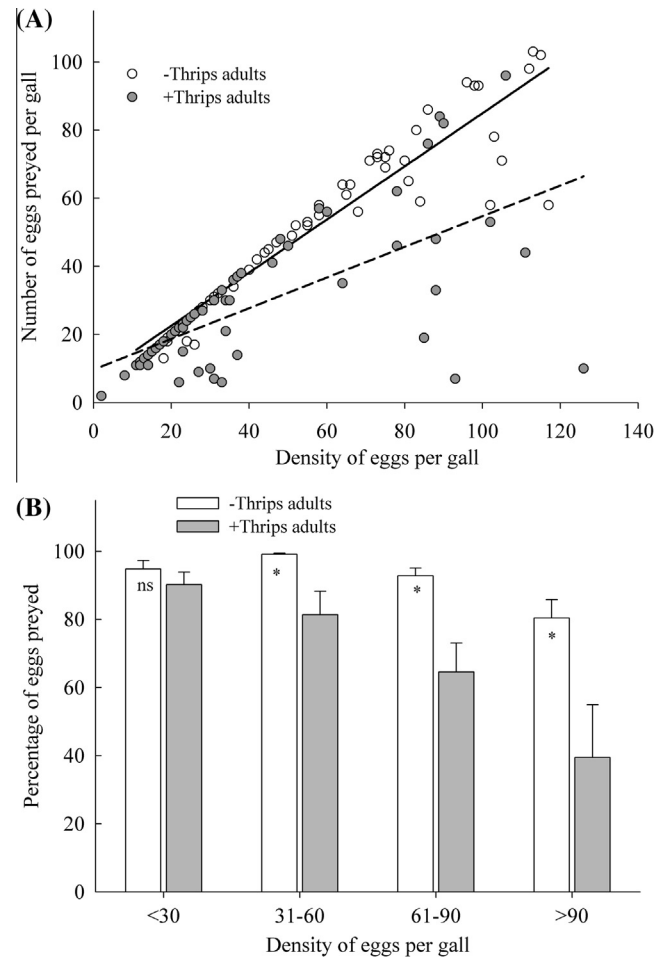 (A)
100
80
60
40
20
0
Number of eggs preyed per gall
-Thrips adults
+Thrips adults
0 20 40 60 80 100 120 140
Density of eggs per gall
(B)
-Thrips adults
+Thrips adults
100
80
60
40
20
0
Percentage of eggs preyed
ns
*
*
*
<30 31-60 61-90 >90
Density of eggs per gall